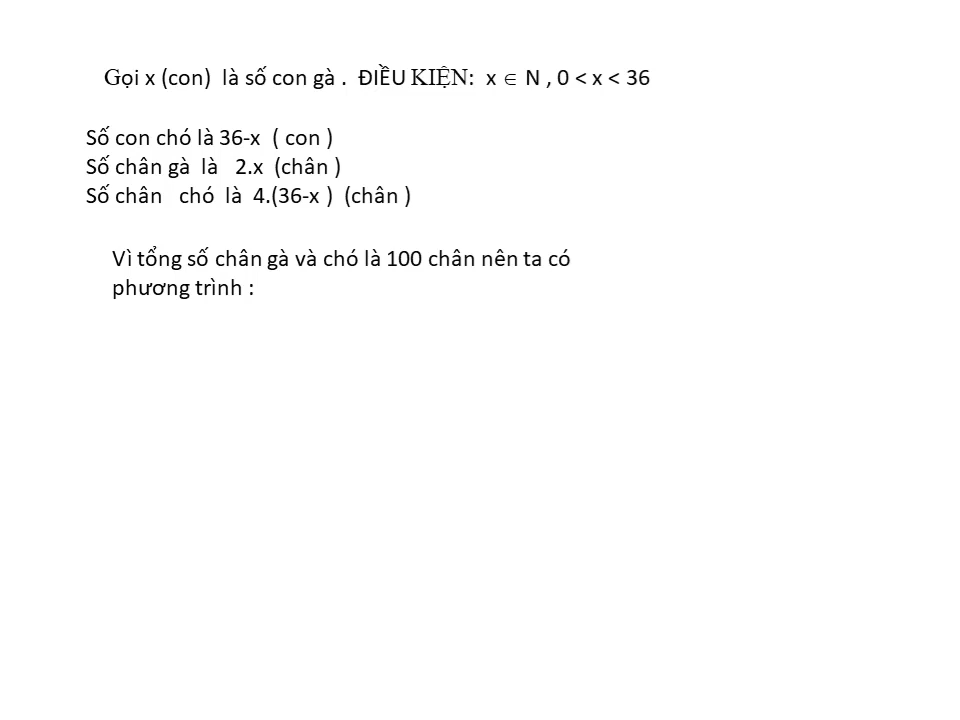 Gọi x (con) là số con gà . ĐIỀU KIỆN: x ∈ N , 0 < x < 36
Số con chó là 36-x ( con )
Số chân gà là 2.x (chân )
Số chân chó là 4.(36-x ) (chân )
Vì tổng số chân gà và chó là 100 chân nên ta có
phương trình :